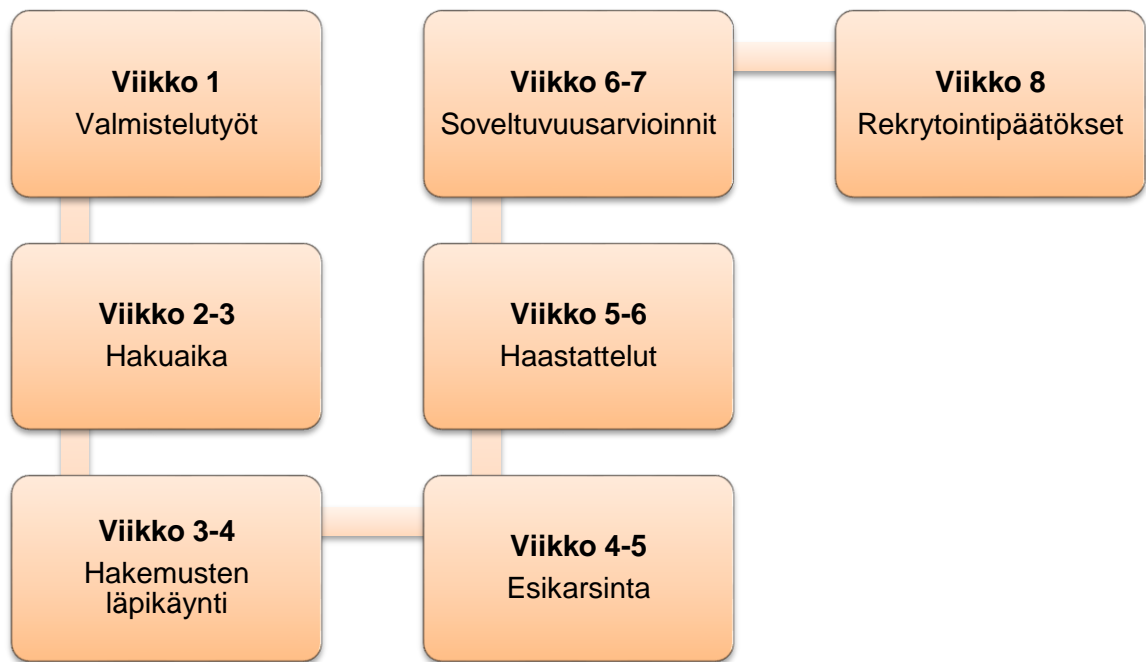 Viikko 1
Valmistelutyöt
Viikko 2-3
Hakuaika
Viikko 3-4
Hakemusten
läpikäynti
Viikko 4-5
Esikarsinta
Viikko 5-6
Haastattelut
Viikko 6-7
Soveltuvuusarvioinnit
Viikko 8
Rekrytointipäätökset